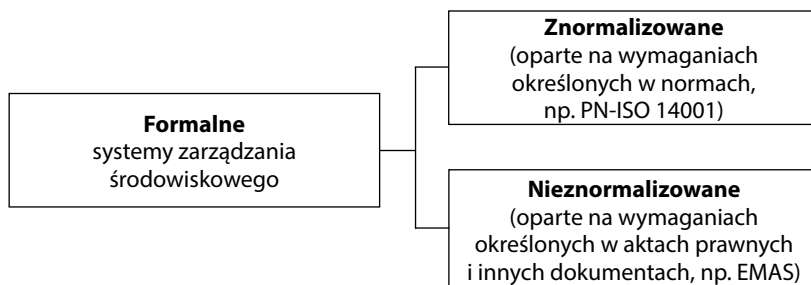 Formalne
systemy zarządzania
środowiskowego
Znormalizowane
(oparte na wymaganiach
określonych w normach,
np. PN-ISO 14001)
Nieznormalizowane
(oparte na wymaganiach
określonych w aktach prawnych
i innych dokumentach, np. EMAS)